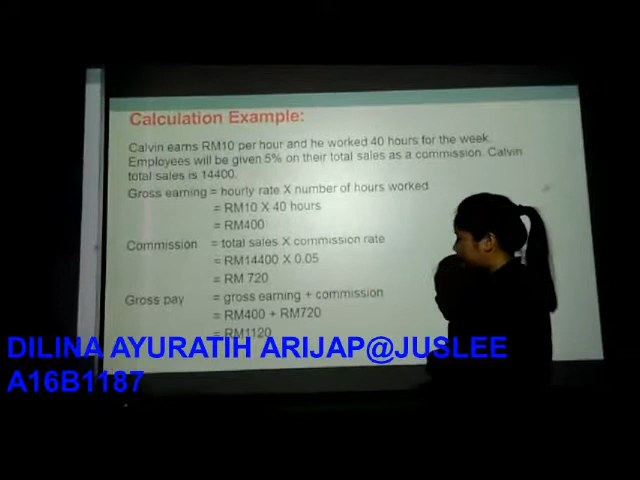 Calculation Example:
Calvin earns RM10 per hour and he worked 40 hours for the week.
Employees will be given 5% on their total sales as a commission. Calvin
total sales is 14400.
Gross earning = hourly rate X number of hours worked
= RM10 X 40 hours
= RM400
Commission = total sales X commission rate
= RM14400 X 0.05
= RM 720
Gross pay = gross earning + commission
= RM400 + RM720
= RM1120
DILINA AYURATIH ARIJAP@JUSLEE
A16B1187